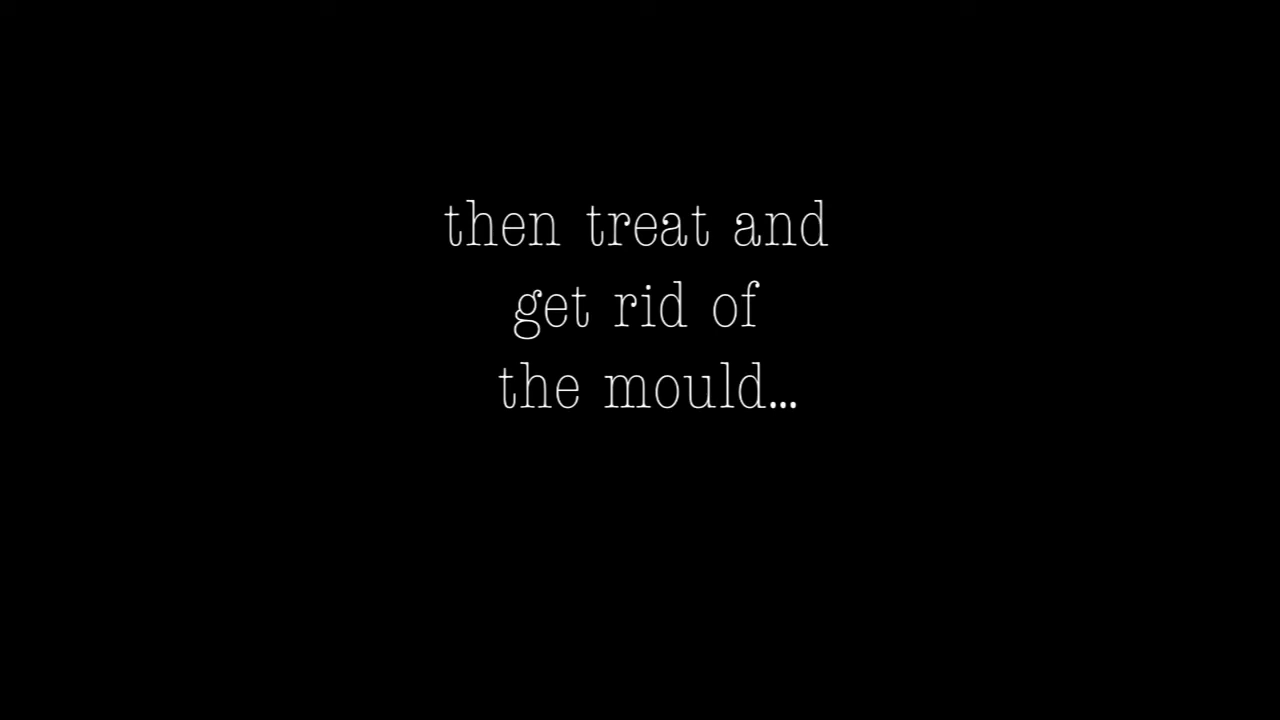 then treat and
get rid of
the mould...